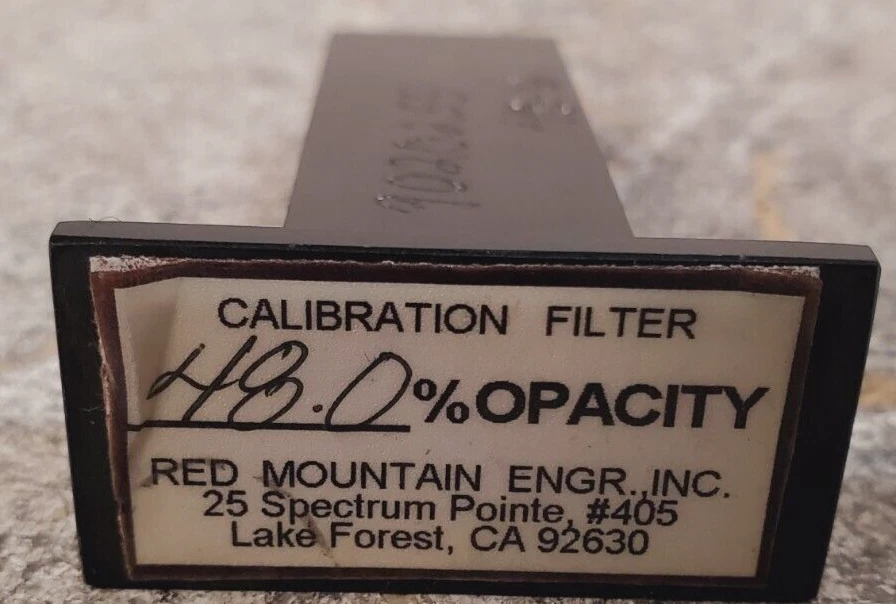 CALIBRATION FILTER
48.0 % OPACITY
RED MOUNTAIN ENGR.,INC.
25 Spectrum Pointe, #405
Lake Forest, CA 92630